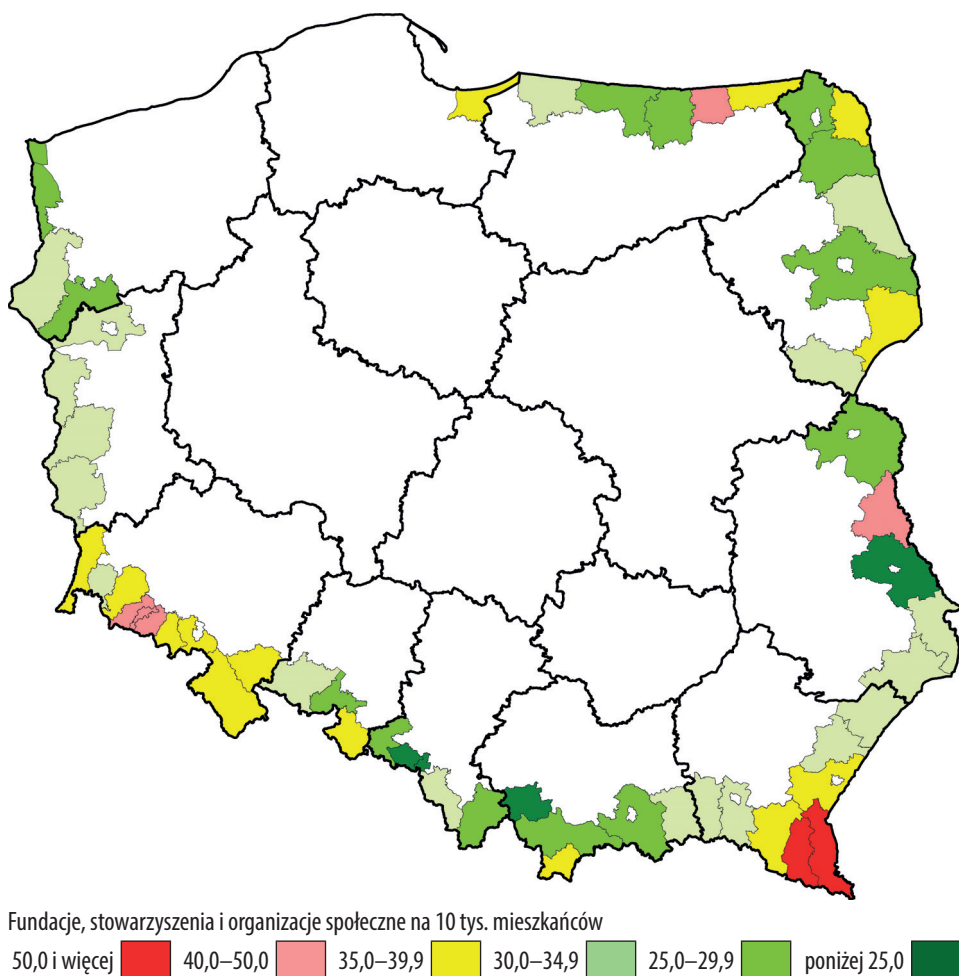 Fundacje, stowarzyszenia i organizacje społeczne na 10 tys. mieszkańców
50,0 i więcej 40,0–50,0 35,0–39,9 30,0–34,9 25,0–29,9 poniżej 25,0